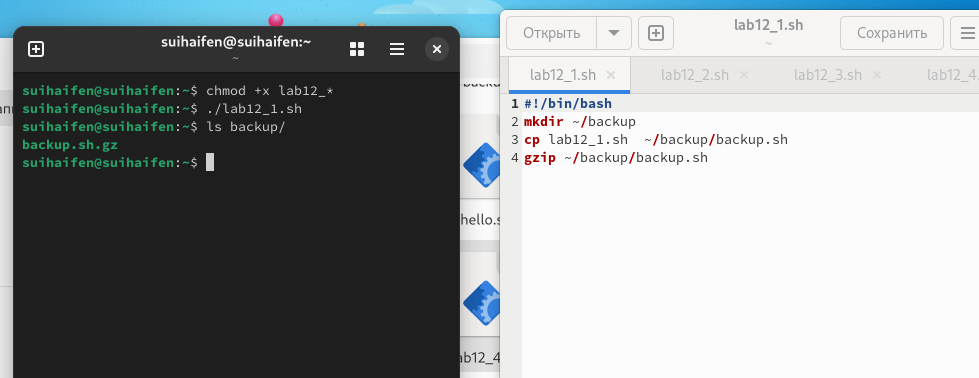 suihaifen@suihaifen:~
~
suihaifen@suihaifen:~$ chmod +x lab12_*
suihaifen@suihaifen:~$ ./lab12_1.sh
suihaifen@suihaifen:~$ ls backup/
backup.sh.gz
suihaifen@suihaifen:~$
hello.s
ab12_4
Открыть
lab12_1.sh
~
Сохранить
lab12_1.sh
lab12_2.sh
lab12_3.sh
lab12_4.
1 #!/bin/bash
2 mkdir ~/backup
3 cp lab12_1.sh  ~/backup/backup.sh
4 gzip ~/backup/backup.sh